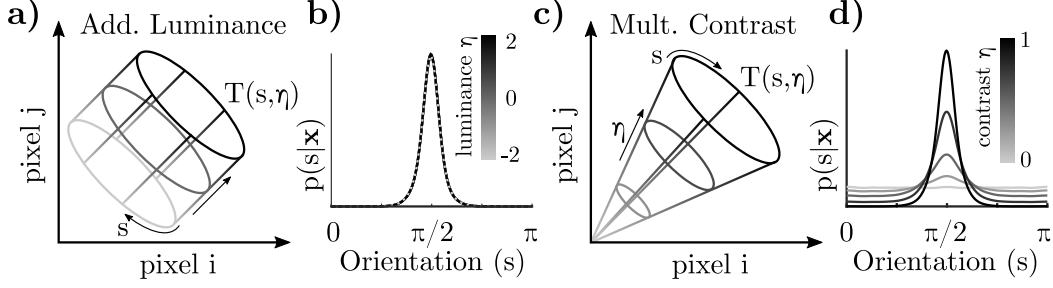 a) Add. Luminance
T(s,η)
s
pixel j
pixel i
b)
luminance η
2
0
-2
p(s|x)
0 π/2 π
Orientation (s)
c) Mult. Contrast
s
T(s,η)
η
pixel j
pixel i
d)
contrast η
1
0
p(s|x)
0 π/2 π
Orientation (s)